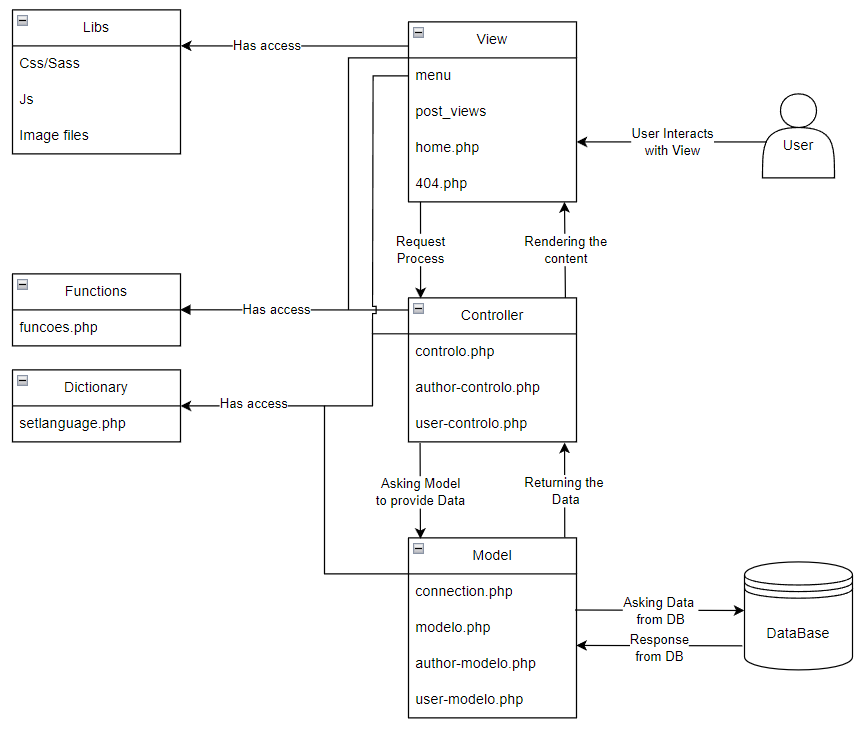 Libs
Css/Sass
Js
Image files
Has access
View
menu
post_views
home.php
404.php
User Interacts
with View
User
Request
Process
Rendering the
content
Functions
funcoes.php
Has access
Controller
controlo.php
author-controlo.php
user-controlo.php
Dictionary
setlanguage.php
Has access
Asking Model
to provide Data
Returning the
Data
Model
connection.php
modelo.php
author-modelo.php
user-modelo.php
Asking Data
from DB
Response
from DB
DataBase